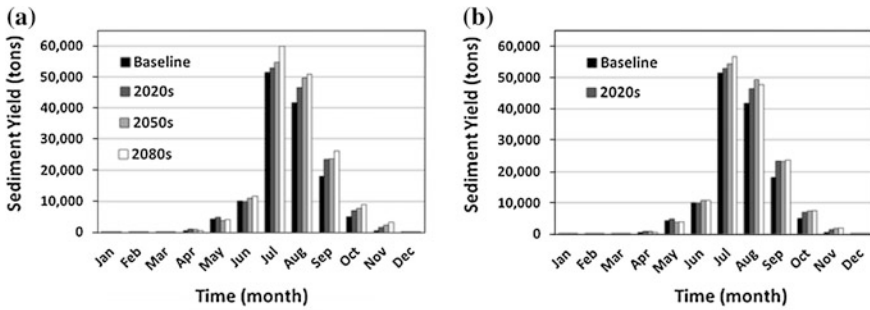 (a)
Sediment Yield (tons)
60,000
50,000
40,000
30,000
20,000
10,000
0
Baseline
2020s
2050s
2080s
Jan Feb Mar Apr May Jun Jul Aug Sep Oct Nov Dec
Time (month)
(b)
Sediment Yield (tons)
60,000
50,000
40,000
30,000
20,000
10,000
0
Baseline
2020s
Jan Feb Mar Apr May Jun Jul Aug Sep Oct Nov Dec
Time (month)